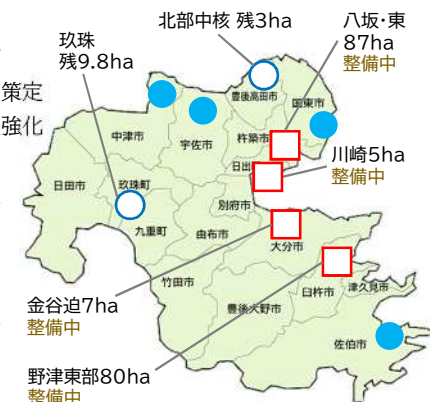 北部中核 残3ha
八坂・東
87ha
整備中
玖珠
残9.8ha
策定
強化
豊後高田市
国東市
中津市
宇佐市
杵築市
日出
川崎5ha
整備中
日田市
玖珠町
別府市
九重町
由布市
大分市
竹田市
臼杵市
津久見市
豊後大野市
佐伯市
金谷迫7ha
整備中
野津東部80ha
整備中